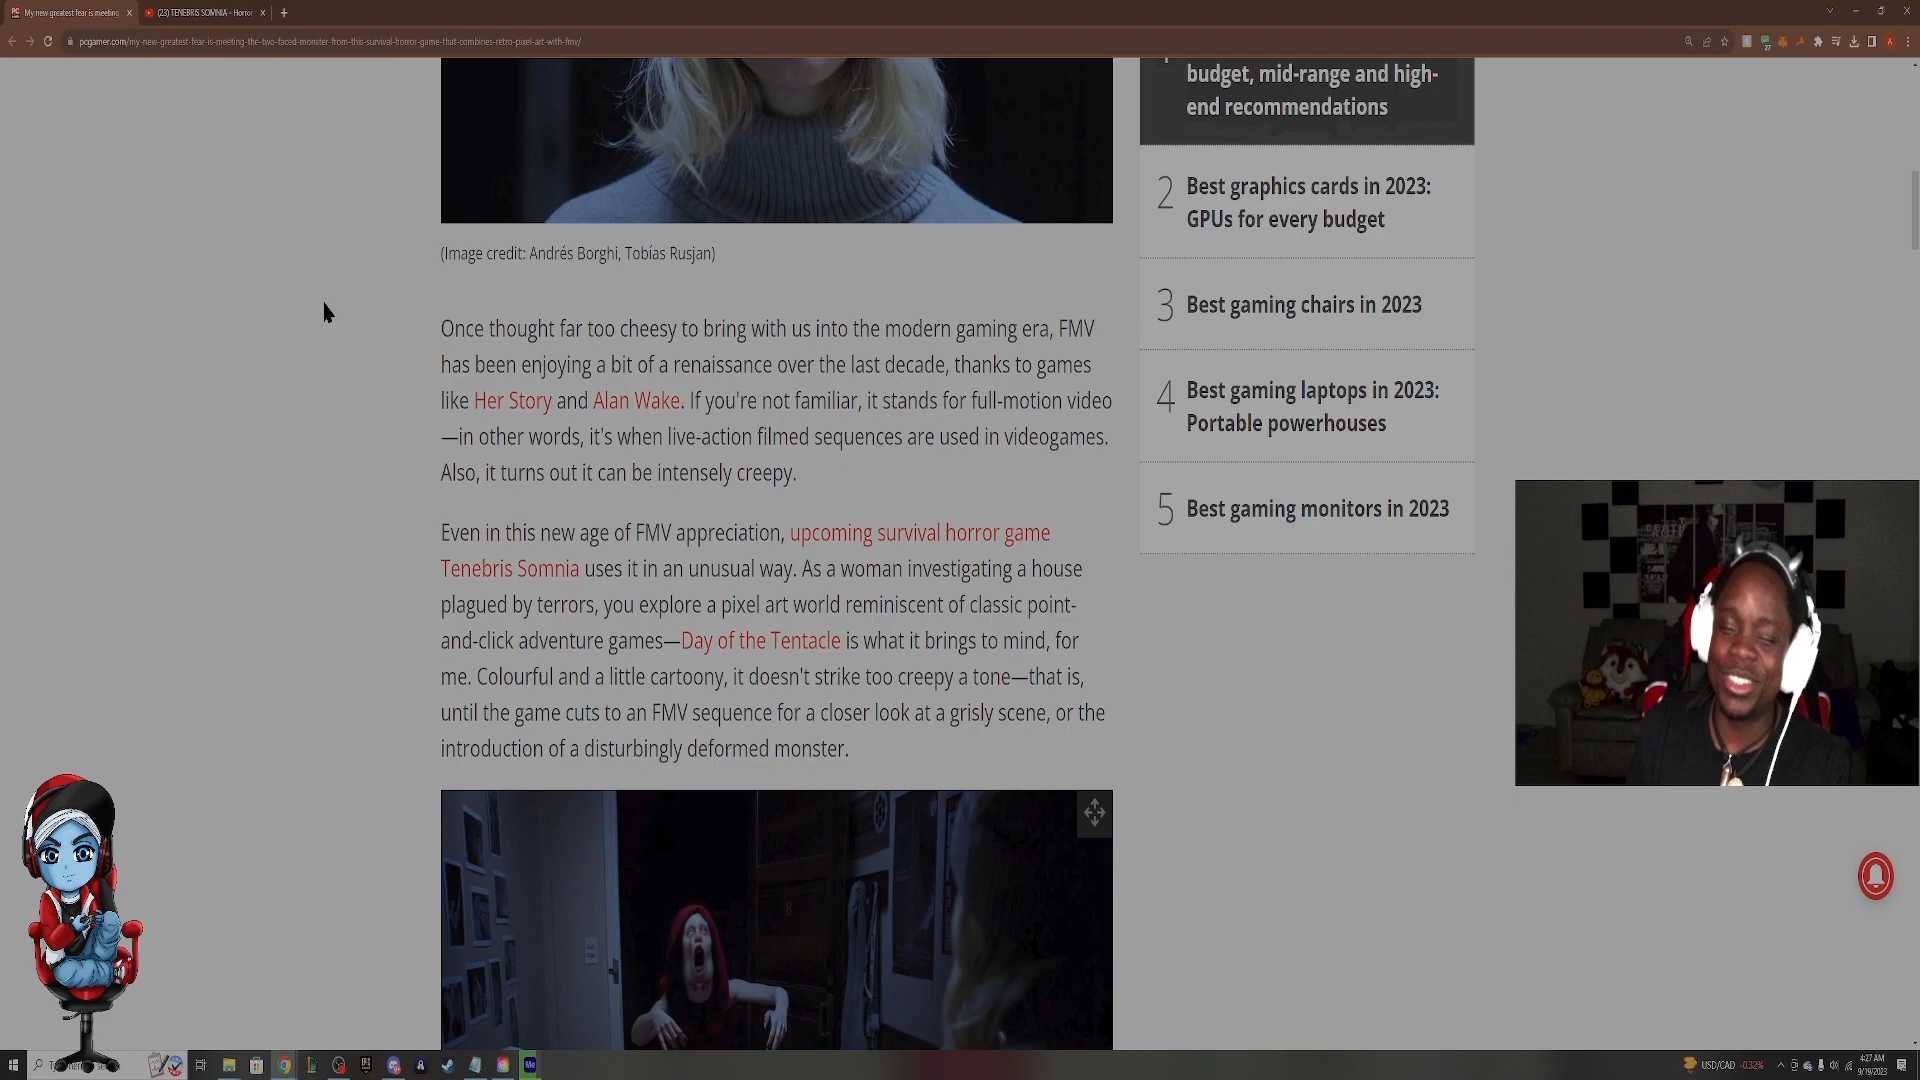 My new greatest fear is meeting
(23) TENEBRIS SOMNIA - Horror
pcgamer.com/my-new-greatest-fear-is-meeting-the-two-faced-monster-from-this-survival-horror-game-that-combines-retro-pixel-art-with-fmv/
budget, mid-range and high-
end recommendations
2 Best graphics cards in 2023:
GPUs for every budget
3 Best gaming chairs in 2023
4 Best gaming laptops in 2023:
Portable powerhouses
5 Best gaming monitors in 2023
(Image credit: Andrés Borghi, Tobías Rusjan)
Once thought far too cheesy to bring with us into the modern gaming era, FMV
has been enjoying a bit of a renaissance over the last decade, thanks to games
like Her Story and Alan Wake. If you're not familiar, it stands for full-motion video
—in other words, it's when live-action filmed sequences are used in videogames.
Also, it turns out it can be intensely creepy.
Even in this new age of FMV appreciation, upcoming survival horror game
Tenebris Somnia uses it in an unusual way. As a woman investigating a house
plagued by terrors, you explore a pixel art world reminiscent of classic point-
and-click adventure games—Day of the Tentacle is what it brings to mind, for
me. Colourful and a little cartoony, it doesn't strike too creepy a tone—that is,
until the game cuts to an FMV sequence for a closer look at a grisly scene, or the
introduction of a disturbingly deformed monster.
USD/CAD -0.32%
4:27 AM
9/19/2023